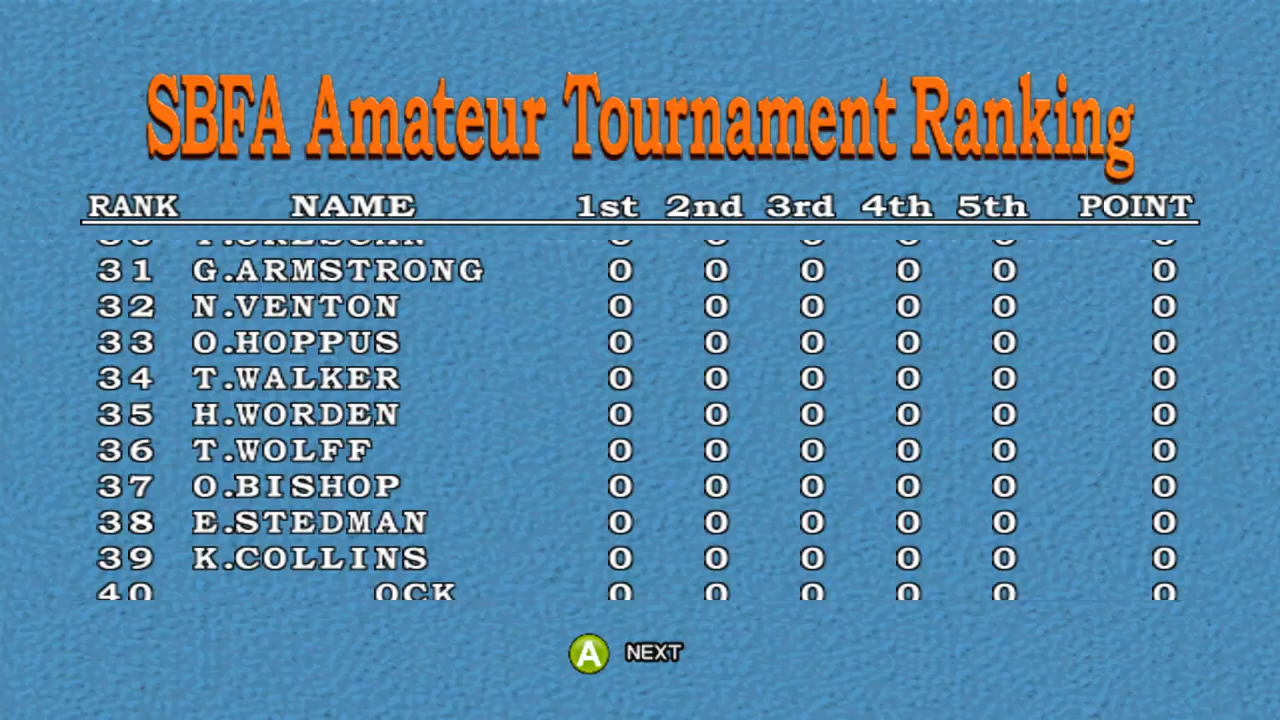 SBFA Amateur Tournament Ranking
RANK NAME 1st 2nd 3rd 4th 5th POINT
31 G.ARMSTRONG 0 0 0 0 0 0
32 N.VENTON 0 0 0 0 0 0
33 O.HOPPUS 0 0 0 0 0 0
34 T.WALKER 0 0 0 0 0 0
35 H.WORDEN 0 0 0 0 0 0
36 T.WOLFF 0 0 0 0 0 0
37 O.BISHOP 0 0 0 0 0 0
38 E.STEDMAN 0 0 0 0 0 0
39 K.COLLINS 0 0 0 0 0 0
40 OCK 0 0 0 0 0 0
A NEXT